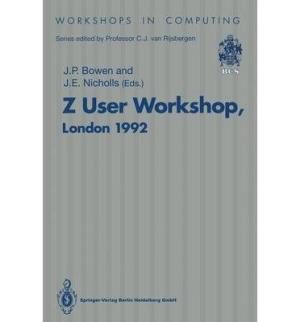 WORKSHOPS IN COMPUTING
Series edited by Professor C.J. van Rijsbergen
BCS
J.P. Bowen and
J.E. Nicholls (Eds.)
Z User Workshop,
London 1992
Springer-Verlag Berlin Heidelberg GmbH